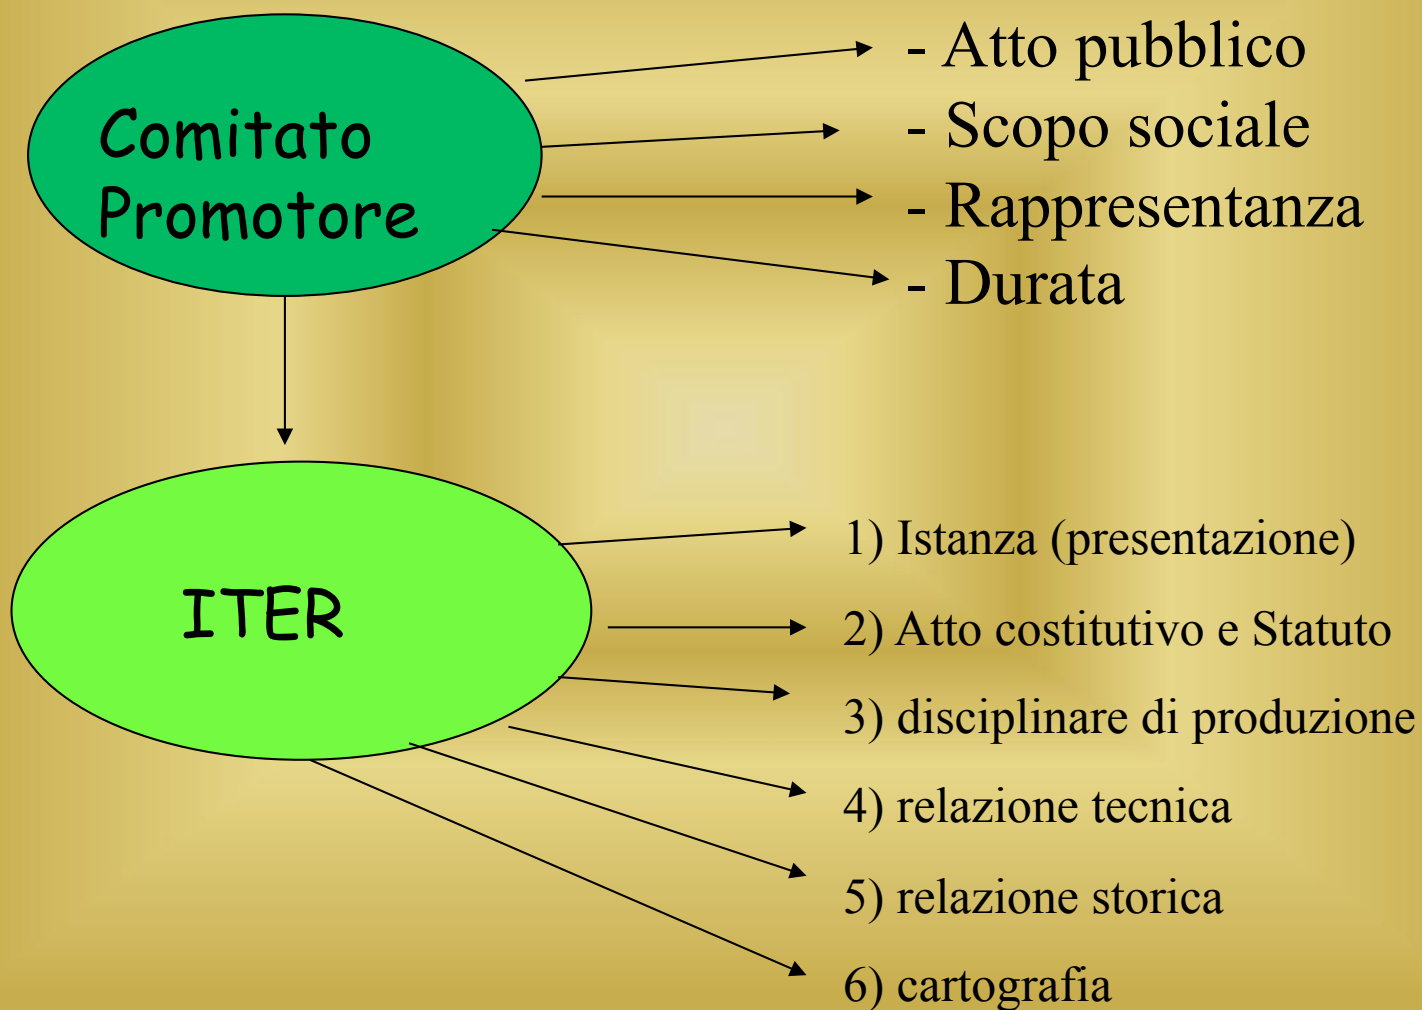 Comitato
Promotore
- Atto pubblico
- Scopo sociale
- Rappresentanza
- Durata
ITER
1) Istanza (presentazione)
2) Atto costitutivo e Statuto
3) disciplinare di produzione
4) relazione tecnica
5) relazione storica
6) cartografia